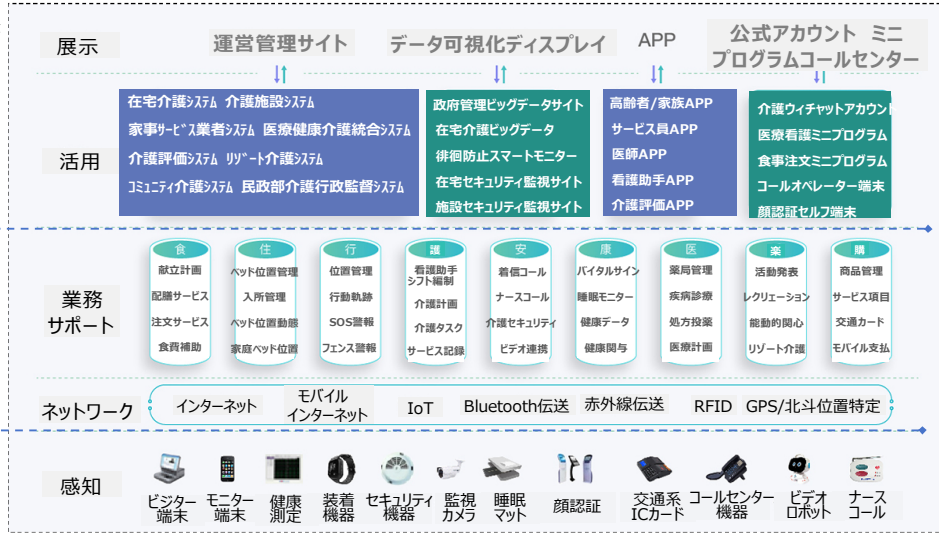 展示
運営管理サイト
データ可視化ディスプレイ
APP
公式アカウント ミニ
プログラムコールセンター
活用
在宅介護ｼｽﾃﾑ 介護施設ｼｽﾃﾑ
家事ｻｰﾋﾞｽ業者ｼｽﾃﾑ 医療健康介護統合ｼｽﾃﾑ
介護評価ｼｽﾃﾑ ﾘｿﾞｰﾄ介護ｼｽﾃﾑ
ｺﾐｭﾆﾃｨ介護ｼｽﾃﾑ 民政部介護行政監督ｼｽﾃﾑ
政府管理ビッグデータサイト
在宅介護ビッグデータ
徘徊防止スマートモニター
在宅セキュリティ監視サイト
施設セキュリティ監視サイト
高齢者/家族APP
サービス員APP
医師APP
看護助手APP
介護評価APP
介護ウィチャットアカウント
医療看護ミニプログラム
食事注文ミニプログラム
コールオペレーター端末
顔認証セルフ端末
業務
サポート
食
献立計画
配膳サービス
注文サービス
食費補助
住
ベッド位置管理
入所管理
ベッド位置動態
家庭ベッド位置
行
位置管理
行動軌跡
SOS警報
フェンス警報
護
看護助手
シフト編制
介護計画
介護タスク
サービス記録
安
着信コール
ナースコール
介護セキュリティ
ビデオ連携
康
バイタルサイン
睡眠モニター
健康データ
健康関与
医
薬局管理
疾病診療
処方投薬
医療計画
楽
活動発表
レクリエーション
能動的関心
リゾート介護
購
商品管理
サービス項目
交通カード
モバイル支払
ネットワーク
インターネット
モバイル
インターネット
IoT
Bluetooth伝送
赤外線伝送
RFID
GPS/北斗位置特定
感知
ビジター
端末
モニター
端末
健康
測定
装着
機器
セキュリティ
機器
監視
カメラ
睡眠
マット
顔認証
交通系
ICカード
コールセンター
機器
ビデオ
ロボット
ナース
コール